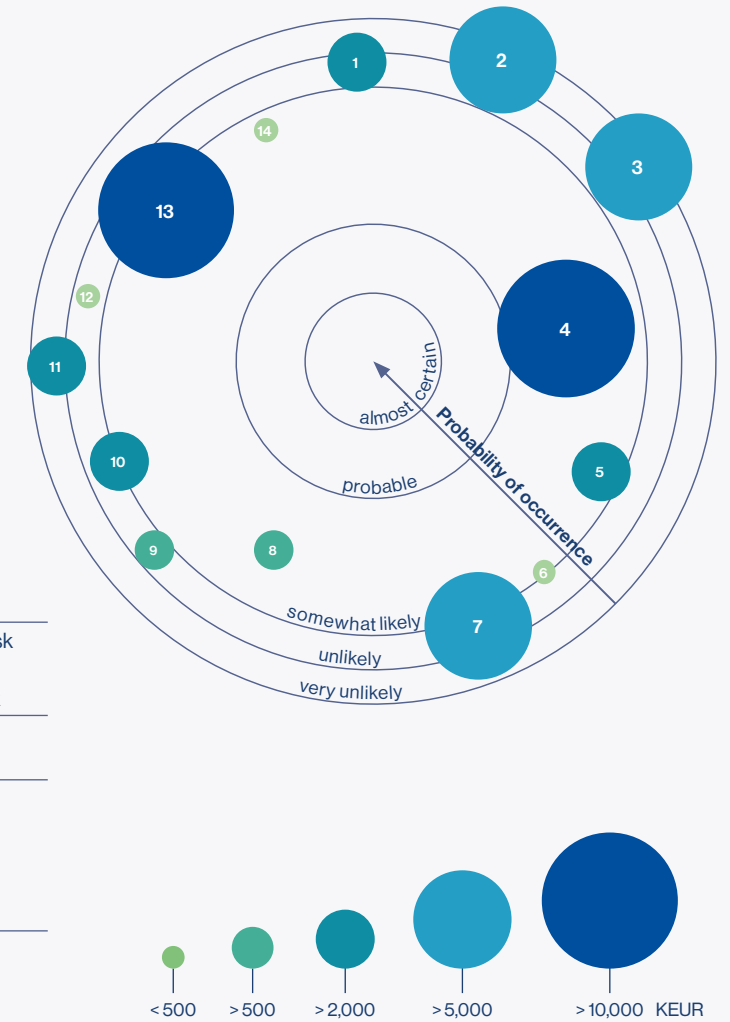 1
2
3
14
13
4
12
11
almost certain
Probability of occurrence
10
5
probable
9
8
6
somewhat likely
7
unlikely
sk
very unlikely
< 500
> 500
> 2,000
> 5,000
> 10,000 KEUR